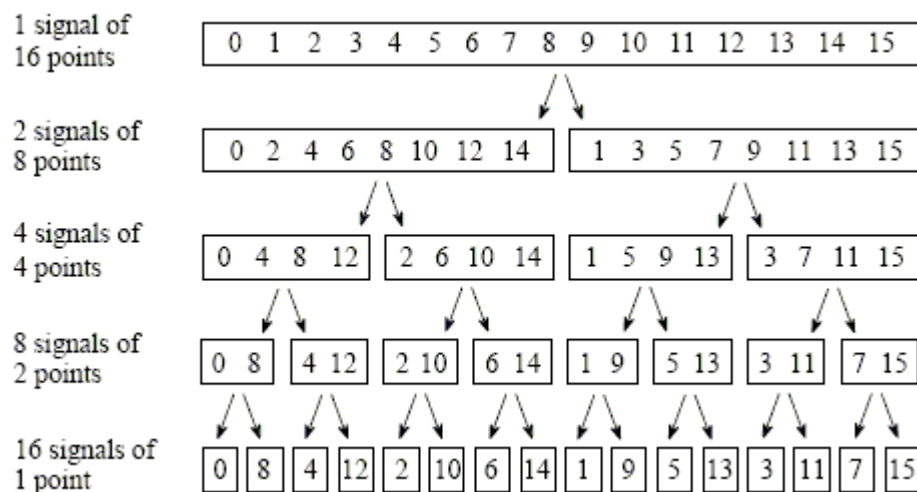 1 signal of
16 points
0 1 2 3 4 5 6 7 8 9 10 11 12 13 14 15
2 signals of
8 points
0 2 4 6 8 10 12 14 1 3 5 7 9 11 13 15
4 signals of
4 points
0 4 8 12 2 6 10 14 1 5 9 13 3 7 11 15
8 signals of
2 points
0 8 4 12 2 10 6 14 1 9 5 13 3 11 7 15
16 signals of
1 point
0 8 4 12 2 10 6 14 1 9 5 13 3 11 7 15